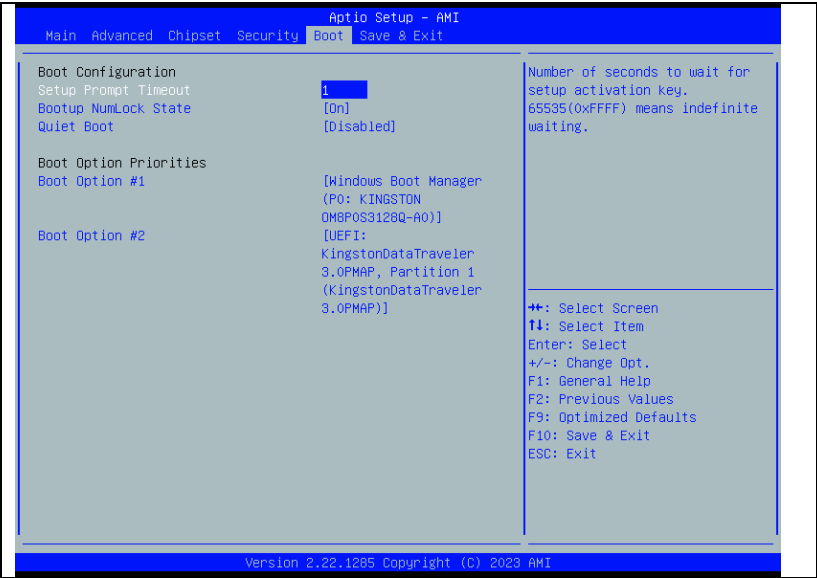 Aptio Setup – AMI
Main Advanced Chipset Security Boot Save & Exit
Boot Configuration
Setup Prompt Timeout 1
Bootup NumLock State [On]
Quiet Boot [Disabled]
Boot Option Priorities
Boot Option #1 [Windows Boot Manager
(P0: KINGSTON
OM8P0S3128Q-A0)]
Boot Option #2 [UEFI:
KingstonDataTraveler
3.0PMAP, Partition 1
(KingstonDataTraveler
3.0PMAP)]
Number of seconds to wait for
setup activation key.
65535(0xFFFF) means indefinite
waiting.
→←: Select Screen
↑↓: Select Item
Enter: Select
+/-: Change Opt.
F1: General Help
F2: Previous Values
F9: Optimized Defaults
F10: Save & Exit
ESC: Exit
Version 2.22.1285 Copyright (C) 2023 AMI